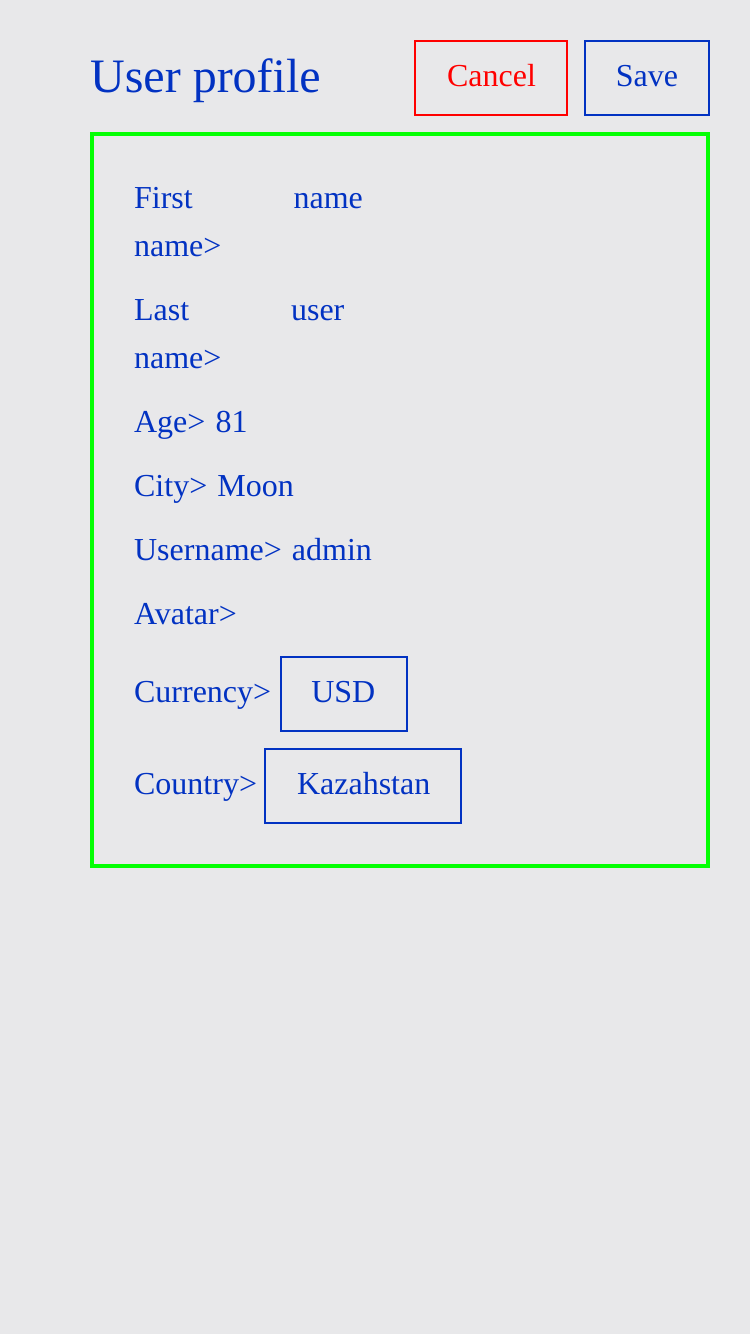 User profile
Cancel
Save
First name
name>
Last user
name>
Age> 81
City> Moon
Username> admin
Avatar>
Currency> USD
Country> Kazahstan